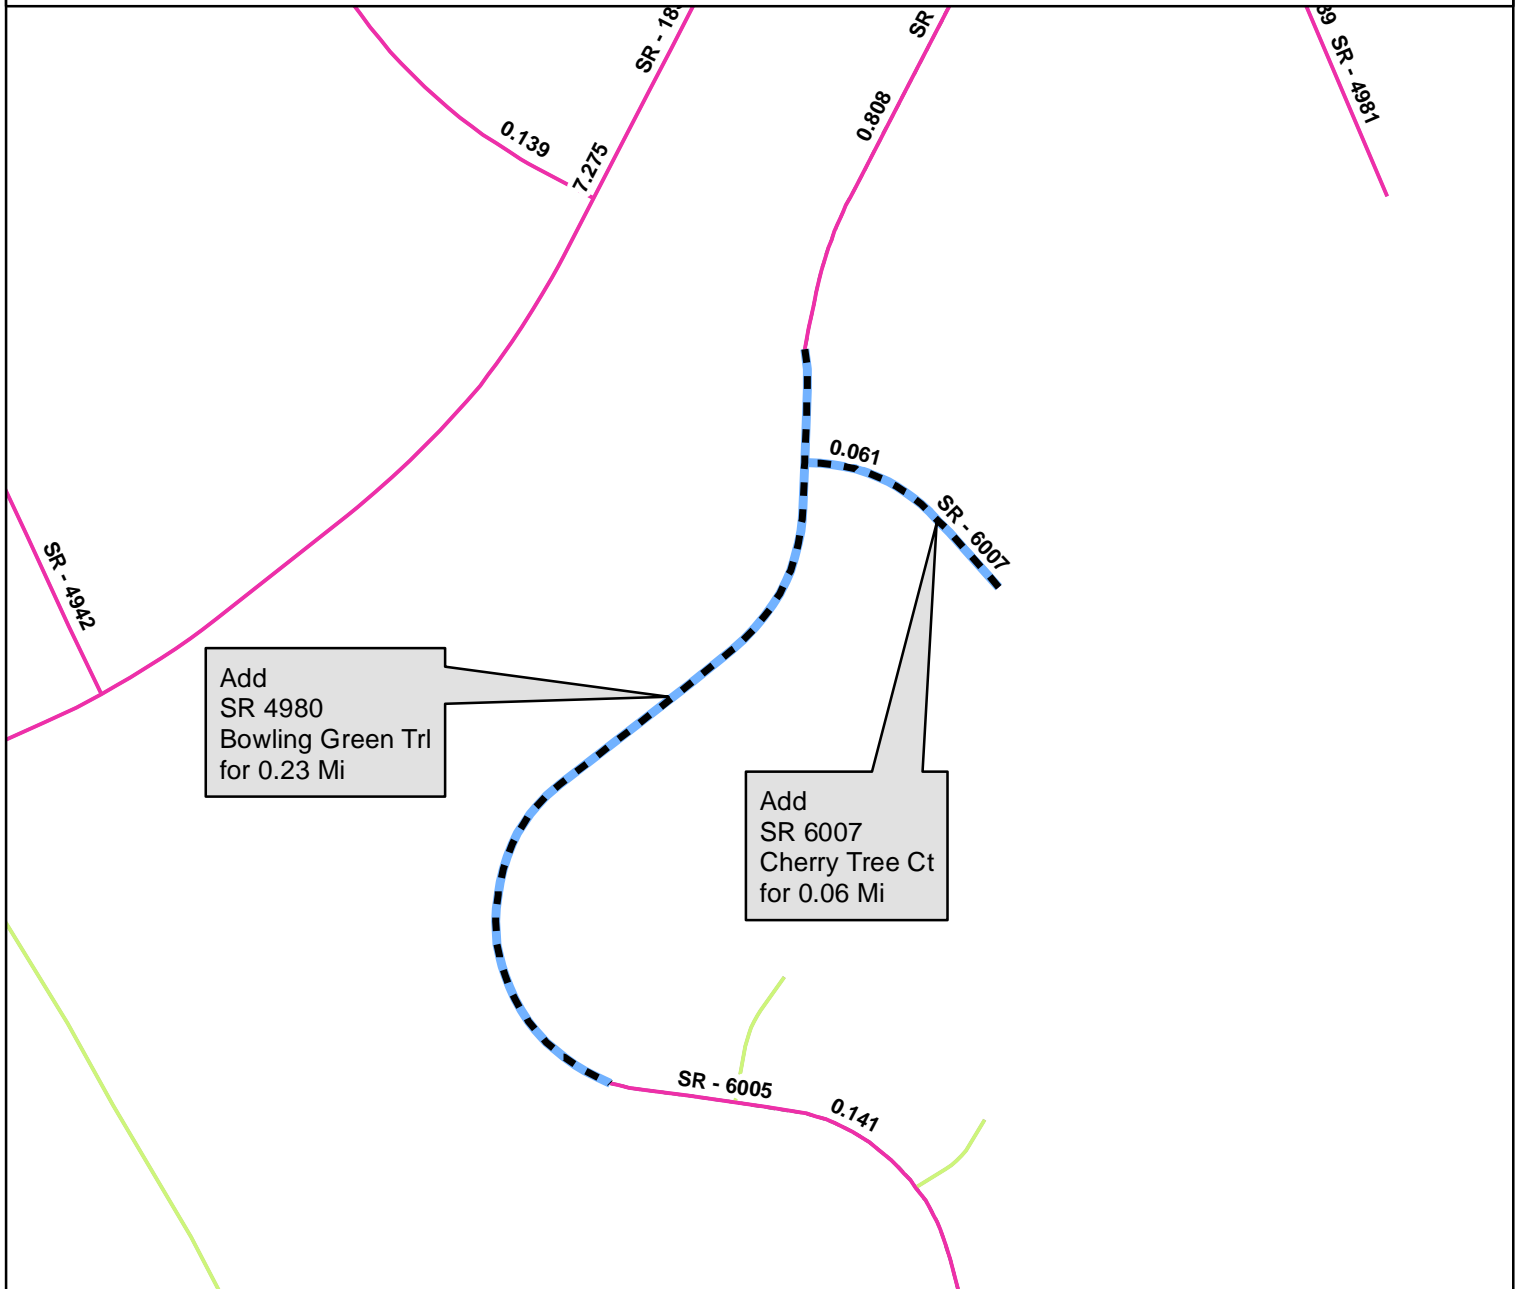 SR - 18
SR
SR - 4981
0.139
7.275
0.808
0.061
SR - 6007
SR - 4942
Add
SR 4980
Bowling Green Trl
for 0.23 Mi
Add
SR 6007
Cherry Tree Ct
for 0.06 Mi
SR - 6005
0.141